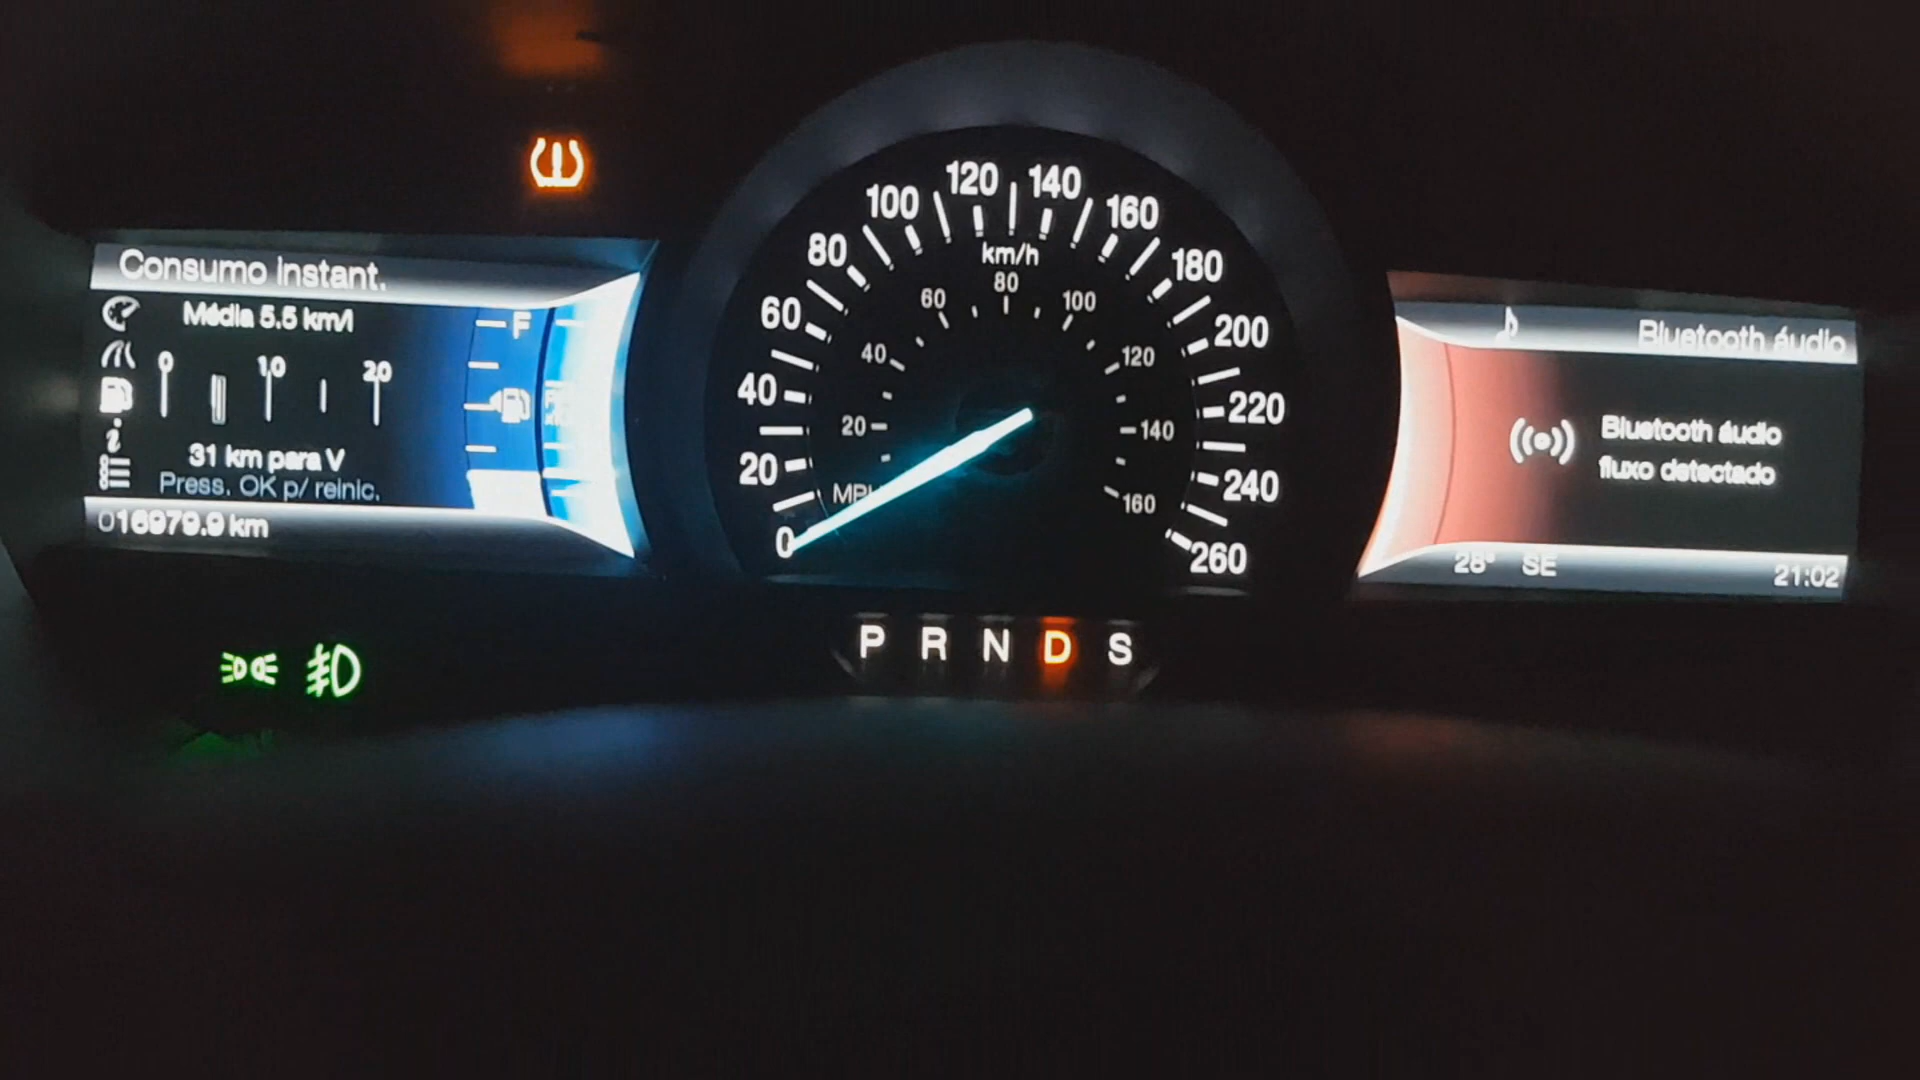 Consumo instant.
Média 5.5 km/l
0 10 20
F
31 km para V
Press. OK p/ reinic.
016979.9 km
0 20 40 60 80 100 120 140 160 180 200 220 240 260
km/h
20 40 60 80 100 120 140 160
MPH
P R N D S
Bluetooth áudio
Bluetooth áudio
fluxo detectado
28° SE
21:02